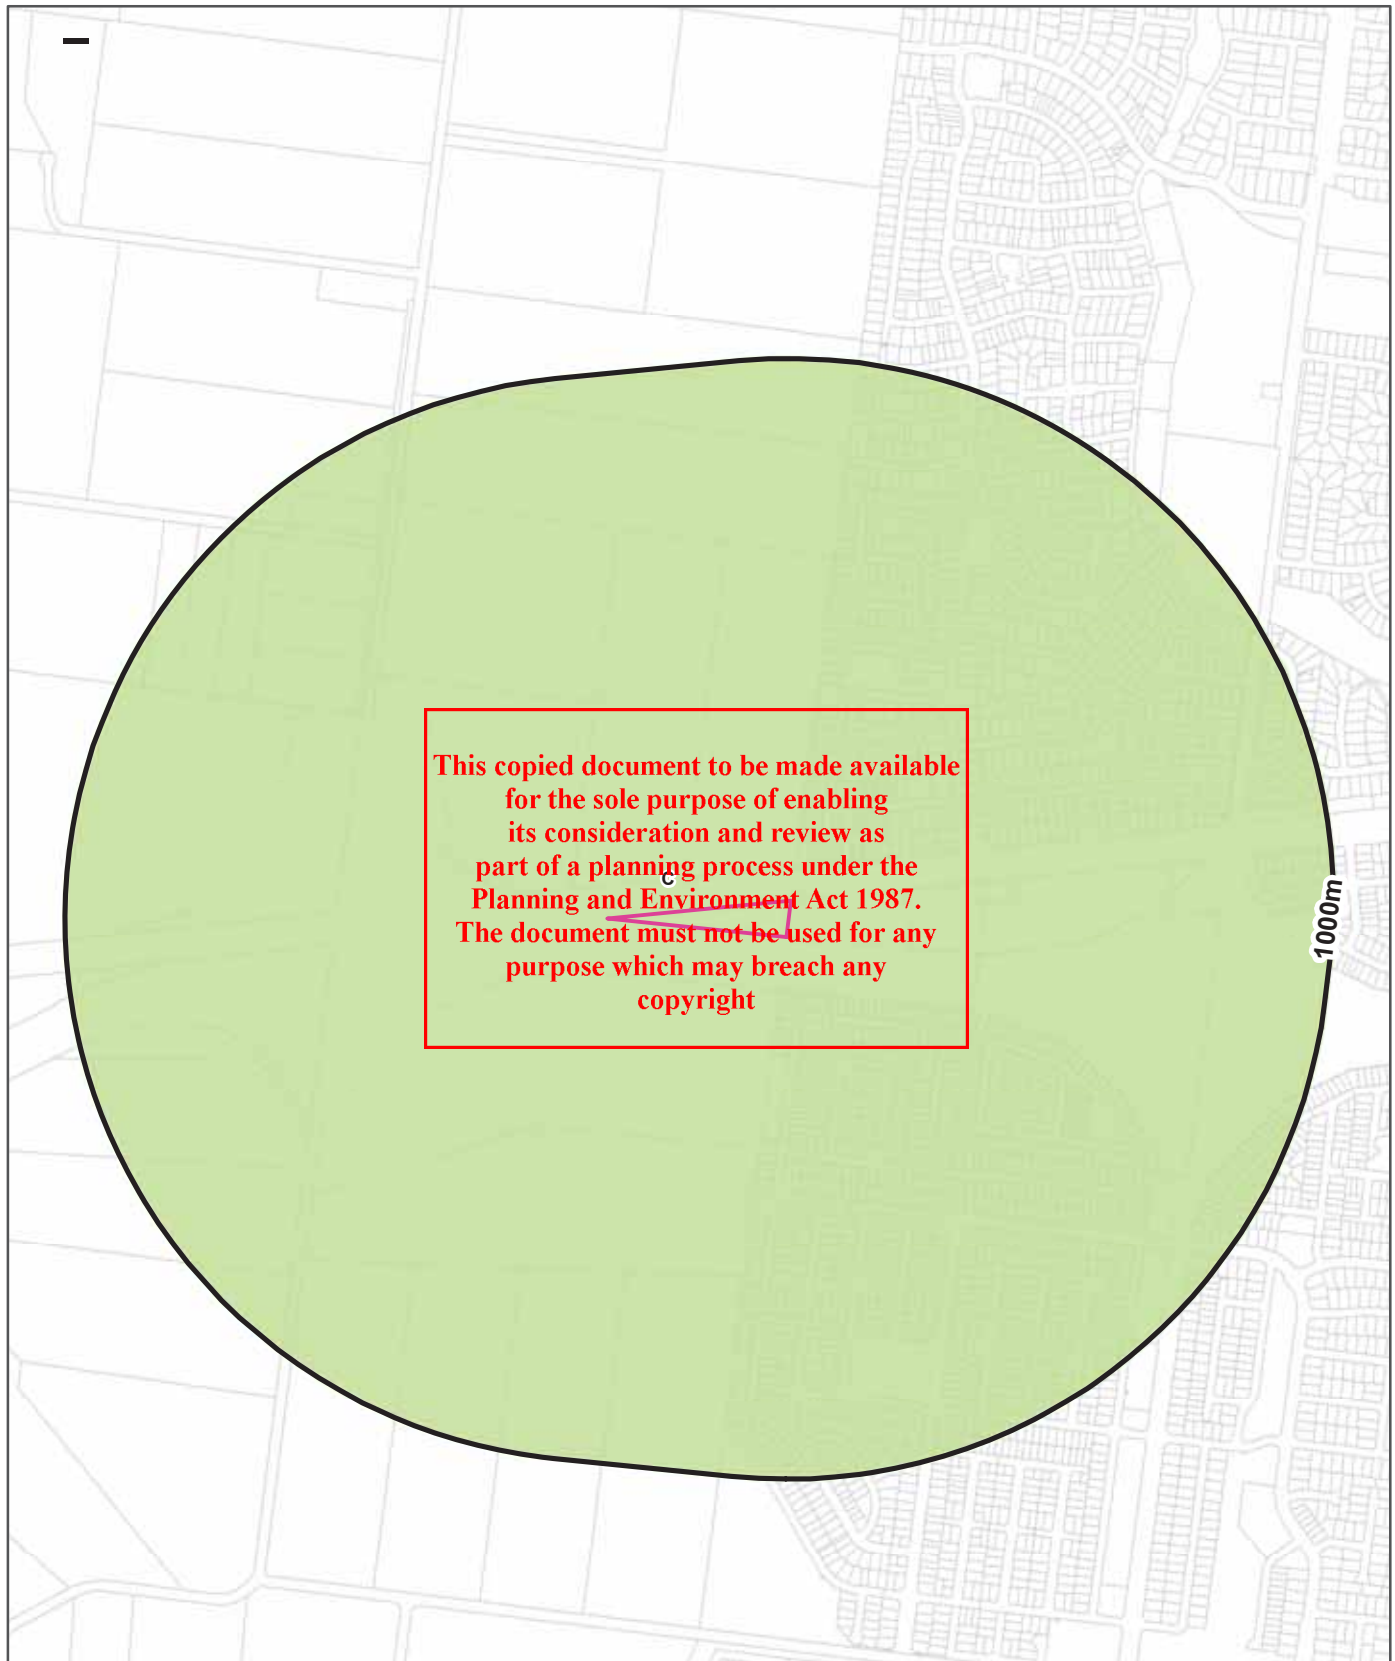 This copied document to be made available
for the sole purpose of enabling
its consideration and review as
part of a planning process under the
C
Planning and Environment Act 1987.
The document must not be used for any
purpose which may breach any
copyright
1000m